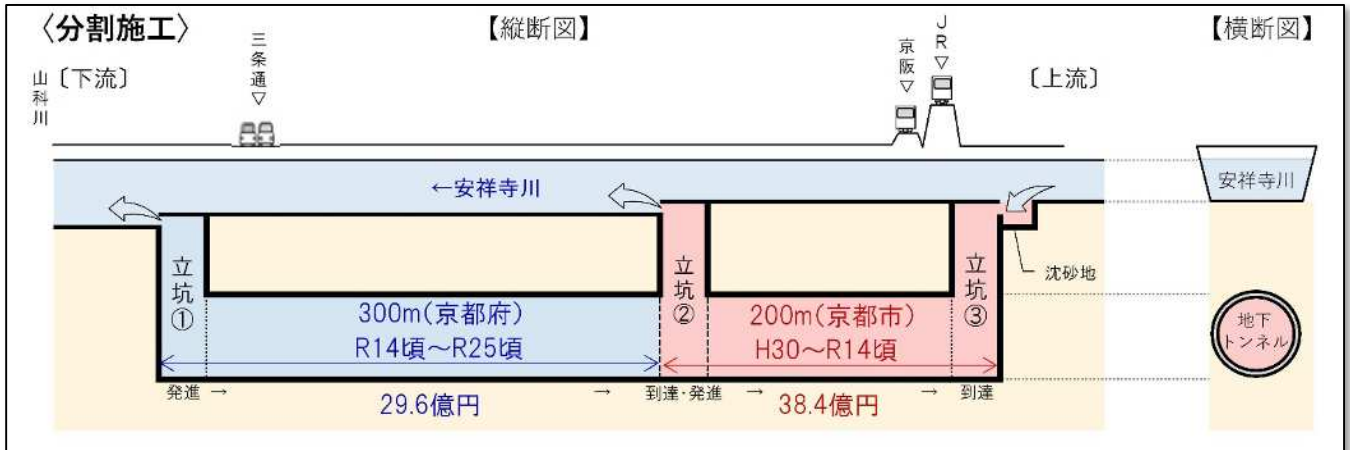 〈分割施工〉
【縦断図】
【横断図】
山科川
〔下流〕
三条通▽
京阪▽
JR▽
〔上流〕
←安祥寺川
安祥寺川
立坑①
300m(京都府)
R14頃～R25頃
立坑②
200m(京都市)
H30～R14頃
立坑③
沈砂地
地下
トンネル
発進 → → 到達・発進 → → 到達
29.6億円
38.4億円